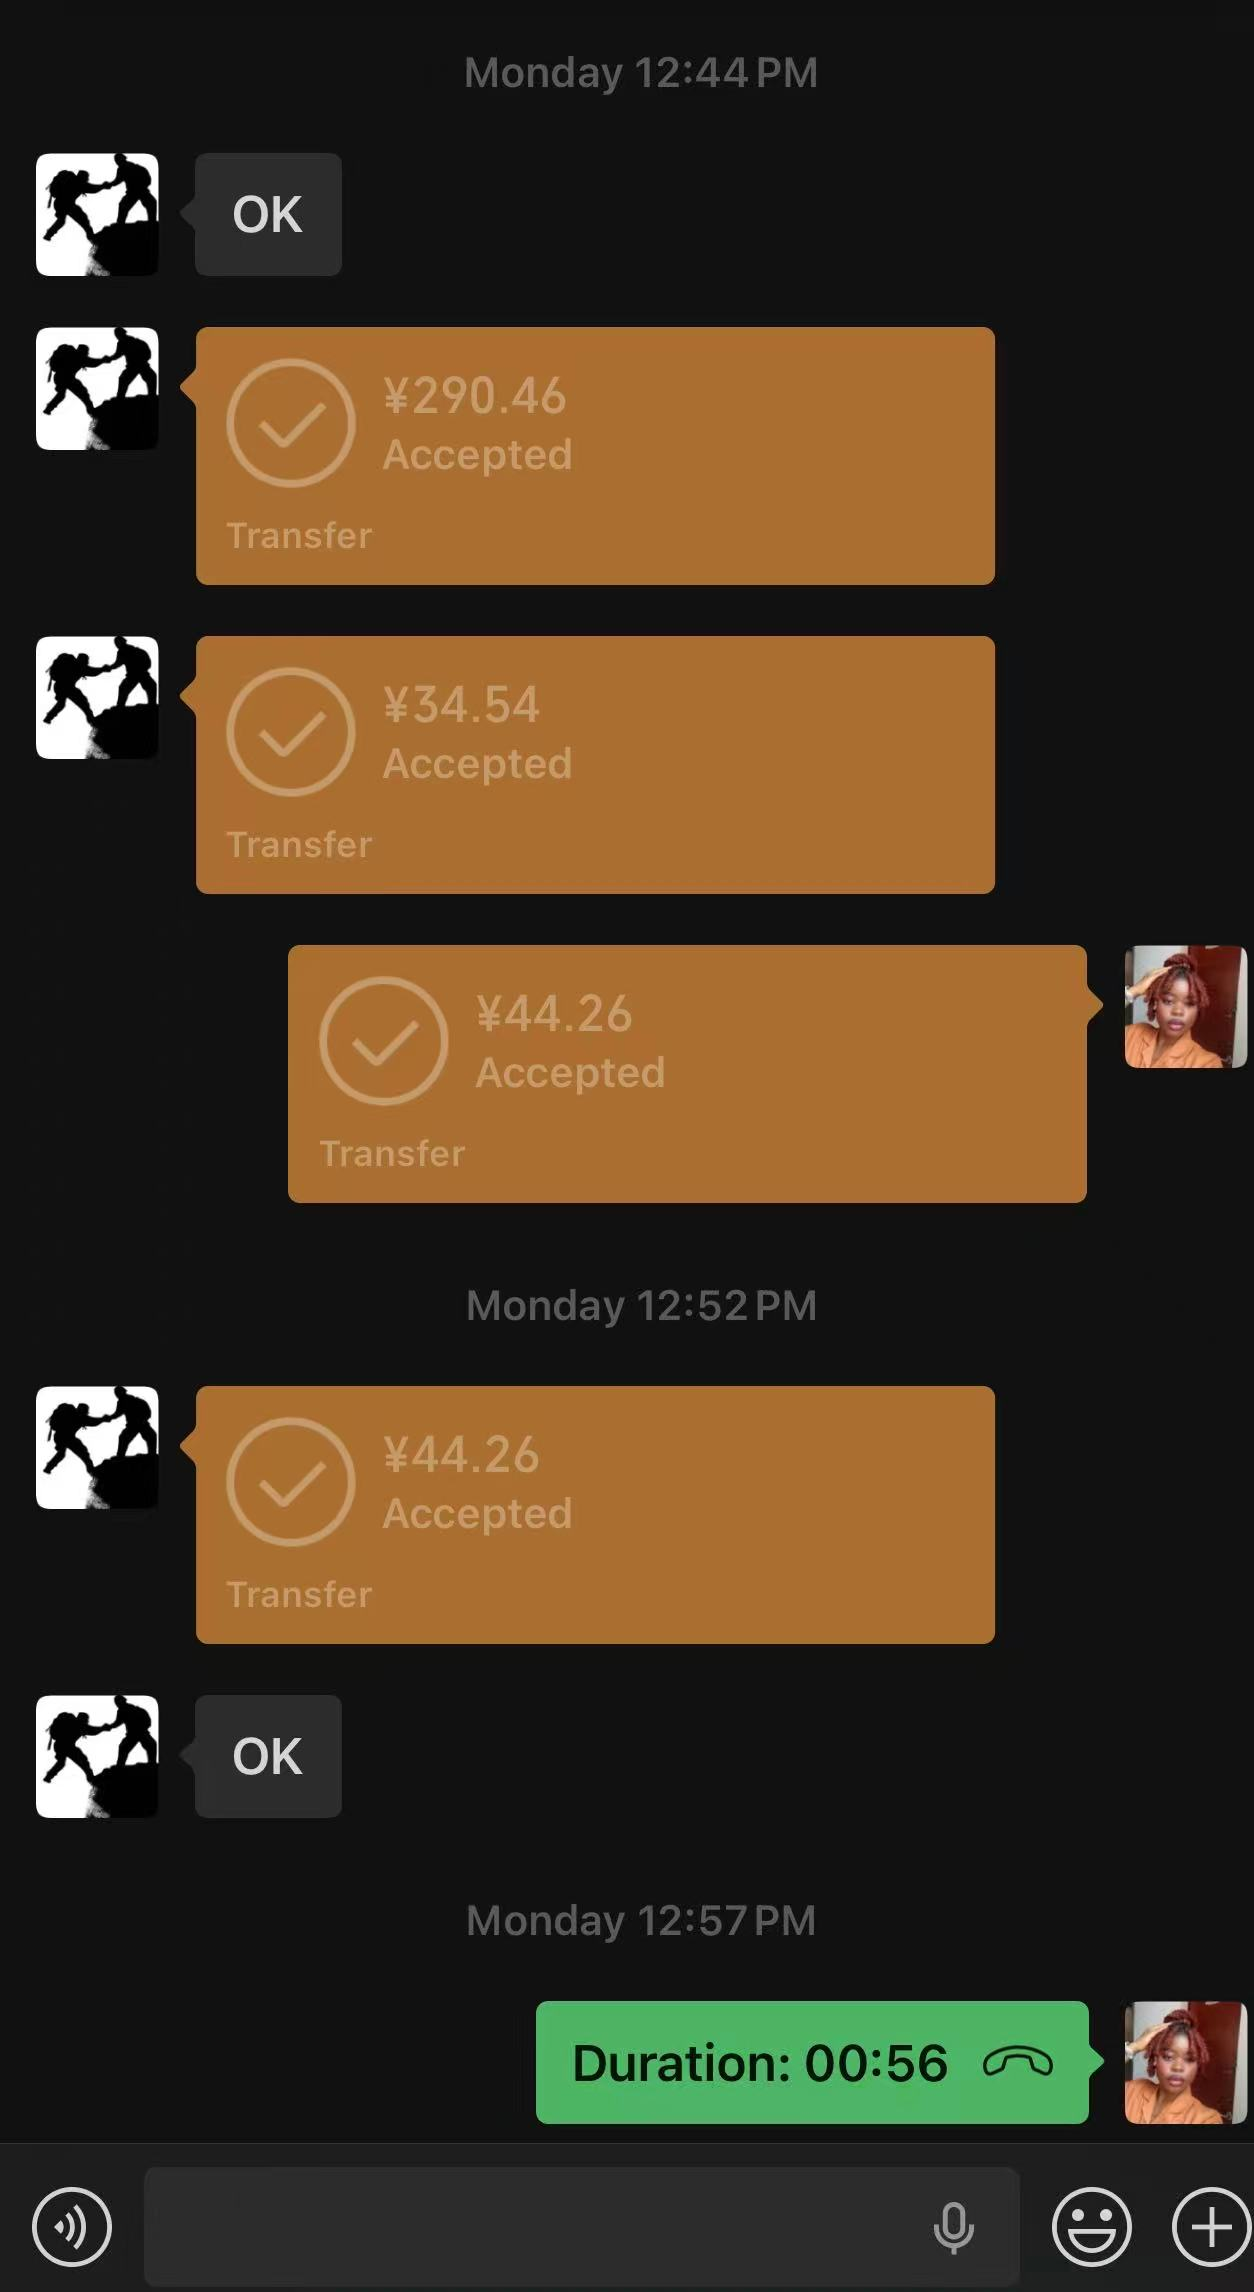 Monday 12:44 PM
OK
¥290.46
Accepted
Transfer
¥34.54
Accepted
Transfer
¥44.26
Accepted
Transfer
Monday 12:52 PM
¥44.26
Accepted
Transfer
OK
Monday 12:57 PM
Duration: 00:56